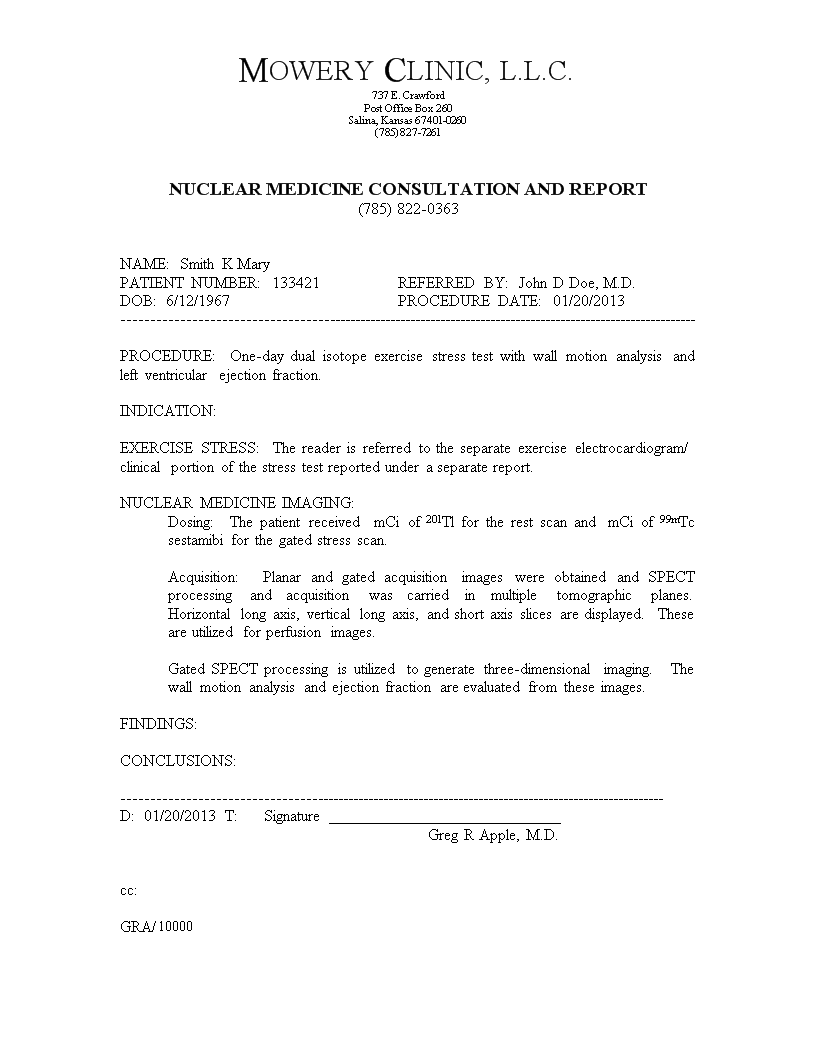 MOWERY CLINIC, L.L.C.
737 E. Crawford
Post Office Box 260
Salina, Kansas 67401-0260
(785) 827-7261
NUCLEAR MEDICINE CONSULTATION AND REPORT
(785) 822-0363
NAME: Smith K Mary
PATIENT NUMBER: 133421 REFERRED BY: John D Doe, M.D.
DOB: 6/12/1967 PROCEDURE DATE: 01/20/2013
PROCEDURE: One-day dual isotope exercise stress test with wall motion analysis and
left ventricular ejection fraction.
INDICATION:
EXERCISE STRESS: The reader is referred to the separate exercise electrocardiogram/
clinical portion of the stress test reported under a separate report.
NUCLEAR MEDICINE IMAGING:
Dosing: The patient received mCi of 201Tl for the rest scan and mCi of 99mTc
sestamibi for the gated stress scan.
Acquisition: Planar and gated acquisition images were obtained and SPECT
processing and acquisition was carried in multiple tomographic planes.
Horizontal long axis, vertical long axis, and short axis slices are displayed. These
are utilized for perfusion images.
Gated SPECT processing is utilized to generate three-dimensional imaging. The
wall motion analysis and ejection fraction are evaluated from these images.
FINDINGS:
CONCLUSIONS:
D: 01/20/2013 T: Signature ____________________
Greg R Apple, M.D.
cc:
GRA/10000